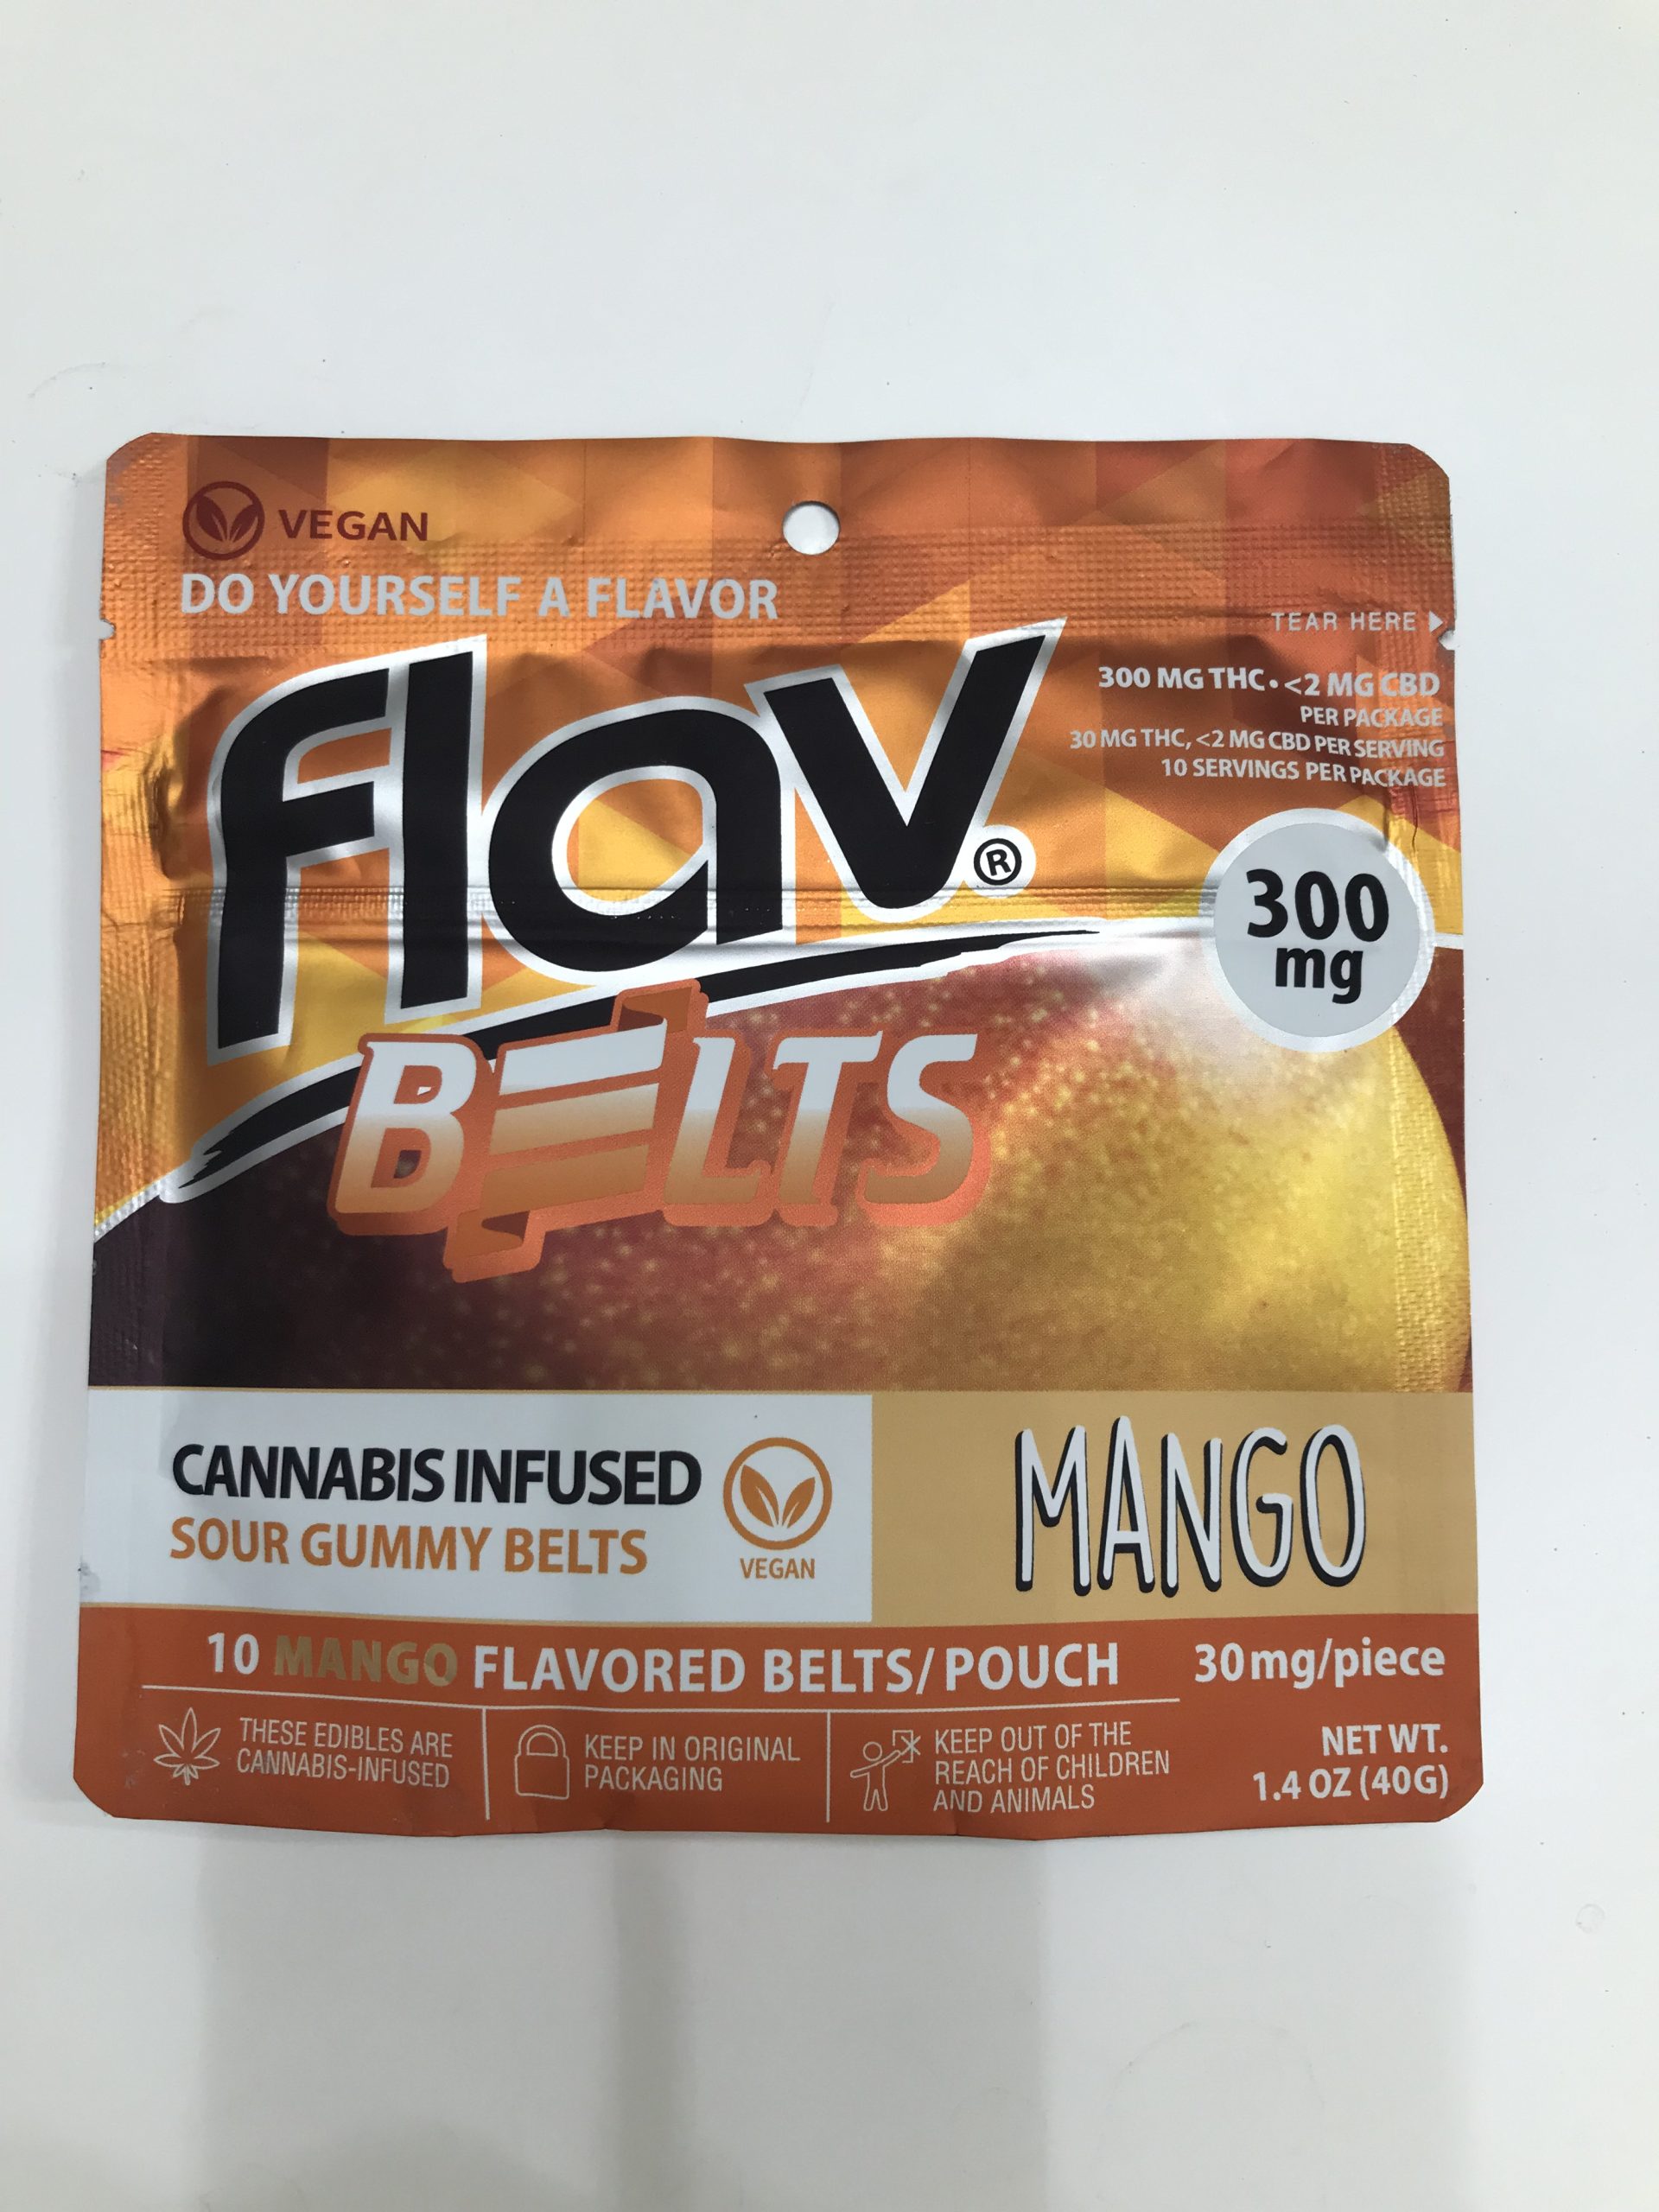 VEGAN
DO YOURSELF A FLAVOR
TEAR HERE
flav®
300 MG THC • <2 MG CBD
PER PACKAGE
30 MG THC, <2 MG CBD PER SERVING
10 SERVINGS PER PACKAGE
300
mg
BELTS
CANNABIS INFUSED
SOUR GUMMY BELTS
VEGAN
MANGO
10 MANGO FLAVORED BELTS/POUCH
30mg/piece
THESE EDIBLES ARE
CANNABIS-INFUSED
KEEP IN ORIGINAL
PACKAGING
KEEP OUT OF THE
REACH OF CHILDREN
AND ANIMALS
NET WT.
1.4 OZ (40G)